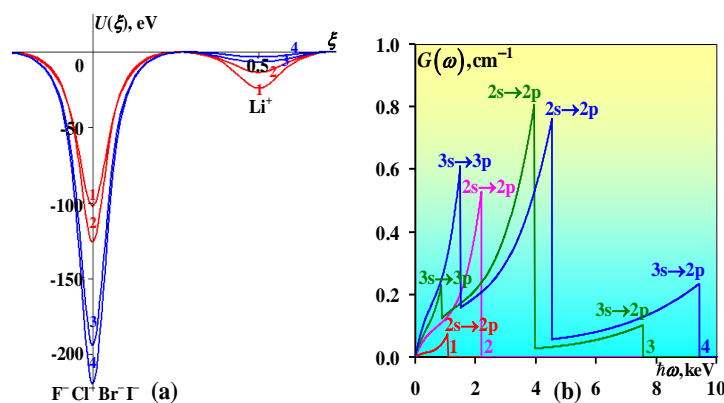 U(ξ), eV
ξ
0
0.5
4
3
2
1
Li⁺
-50
-100
-150
-200
1
2
3
4
F⁻Cl⁻Br⁻I⁻ (a)
G(ω),cm⁻¹
1.0
0.8
0.6
0.4
0.2
0.0
2s→2p
2s→2p
3s→3p
2s→2p
3s→3p
3s→2p
3s→2p
2s→2p
1
2
3
4
ħω,keV
0 2 4 6 8 10
(b)